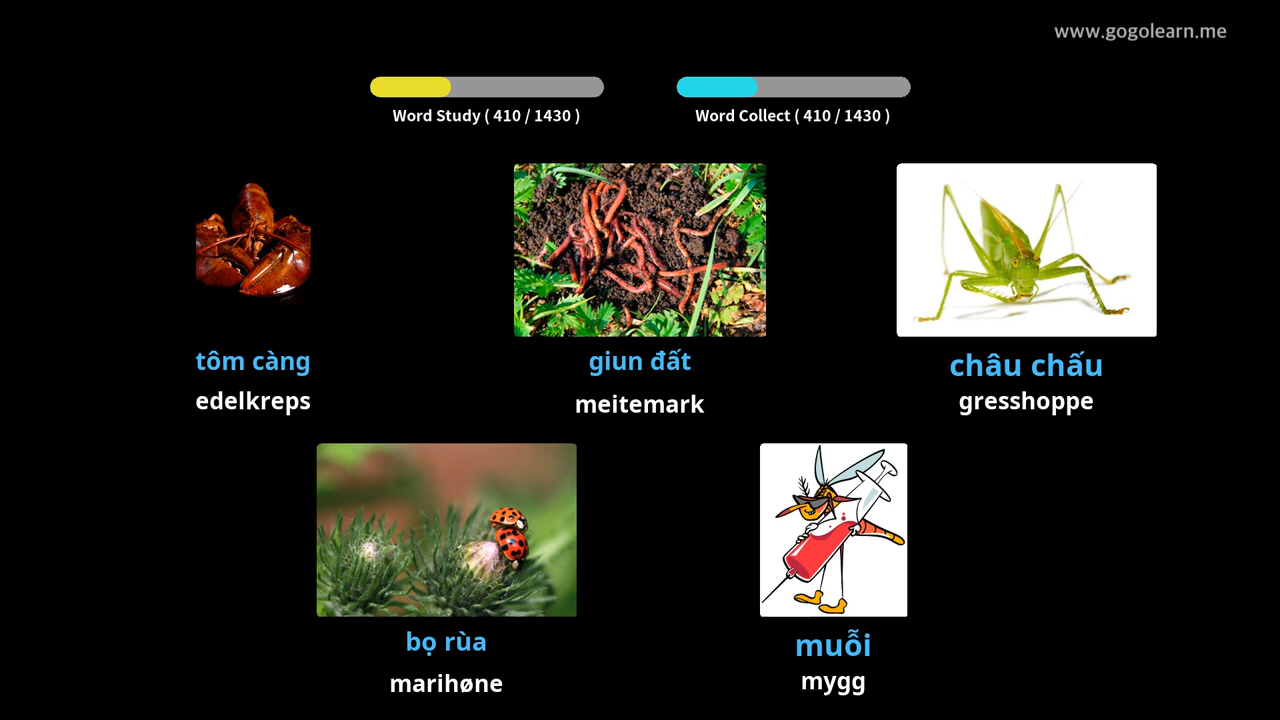 www.gogolearn.me
Word Study ( 410 / 1430 )
Word Collect ( 410 / 1430 )
tôm càng
edelkreps
giun đất
meitemark
châu chấu
gresshoppe
bọ rùa
marihøne
muỗi
mygg